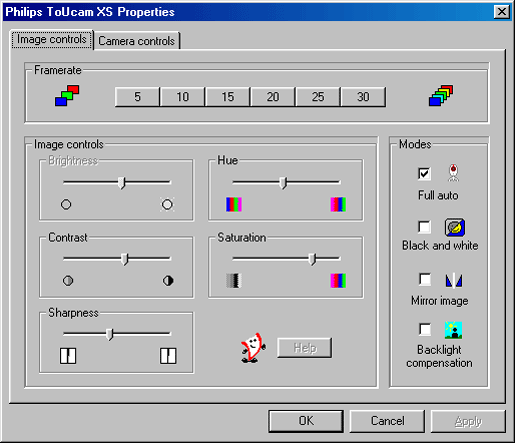 Philips ToUcam XS Properties
Image controls
Camera controls
Framerate
5 10 15 20 25 30
Image controls
Modes
Brightness
Hue
Full auto
Contrast
Saturation
Black and white
Mirror image
Sharpness
Help
Backlight
compensation
OK Cancel Apply